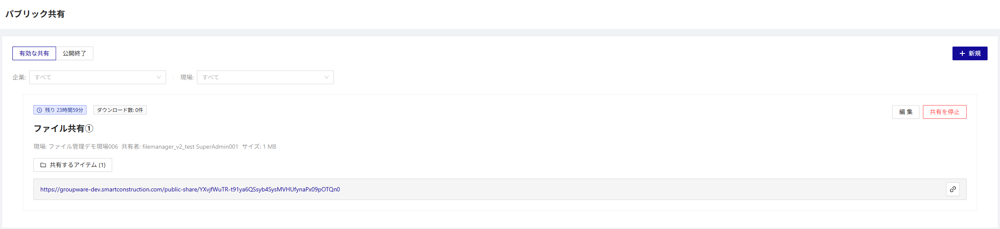 パブリック共有
有効な共有 公開終了 新規
企業: すべて 現場: すべて
残り 23時間59分 ダウンロード数: 0件 編 集 共有を停止
ファイル共有①
現場: ファイル管理デモ現場006 共有者: filemanager_v2_test SuperAdmin001 サイズ: 1 MB
共有するアイテム (1)
https://groupware-dev.smartconstruction.com/public-share/YXvjfWuTR-t91ya6QSsyb4SysMVHUfynaPx09pOTQn0